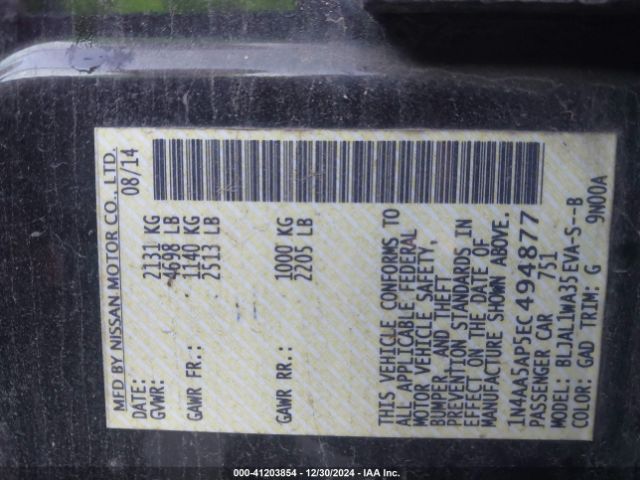 MFD BY NISSAN MOTOR CO., LTD.
DATE: 08/14
GVWR: 2131 KG
4698 LB
GAWR FR.: 1140 KG
2513 LB
GAWR RR.: 1000 KG
2205 LB
THIS VEHICLE CONFORMS TO
ALL APPLICABLE FEDERAL
MOTOR VEHICLE SAFETY,
BUMPER, AND THEFT
PREVENTION STANDARDS IN
EFFECT ON THE DATE OF
MANUFACTURE SHOWN ABOVE.
1N4AA5AP5EC494877
PASSENGER CAR 751
MODEL: BLJALLWA35EVA-S--B
COLOR: GAD TRIM: G 9N00A
000-41203854 - 12/30/2024 - IAA Inc.